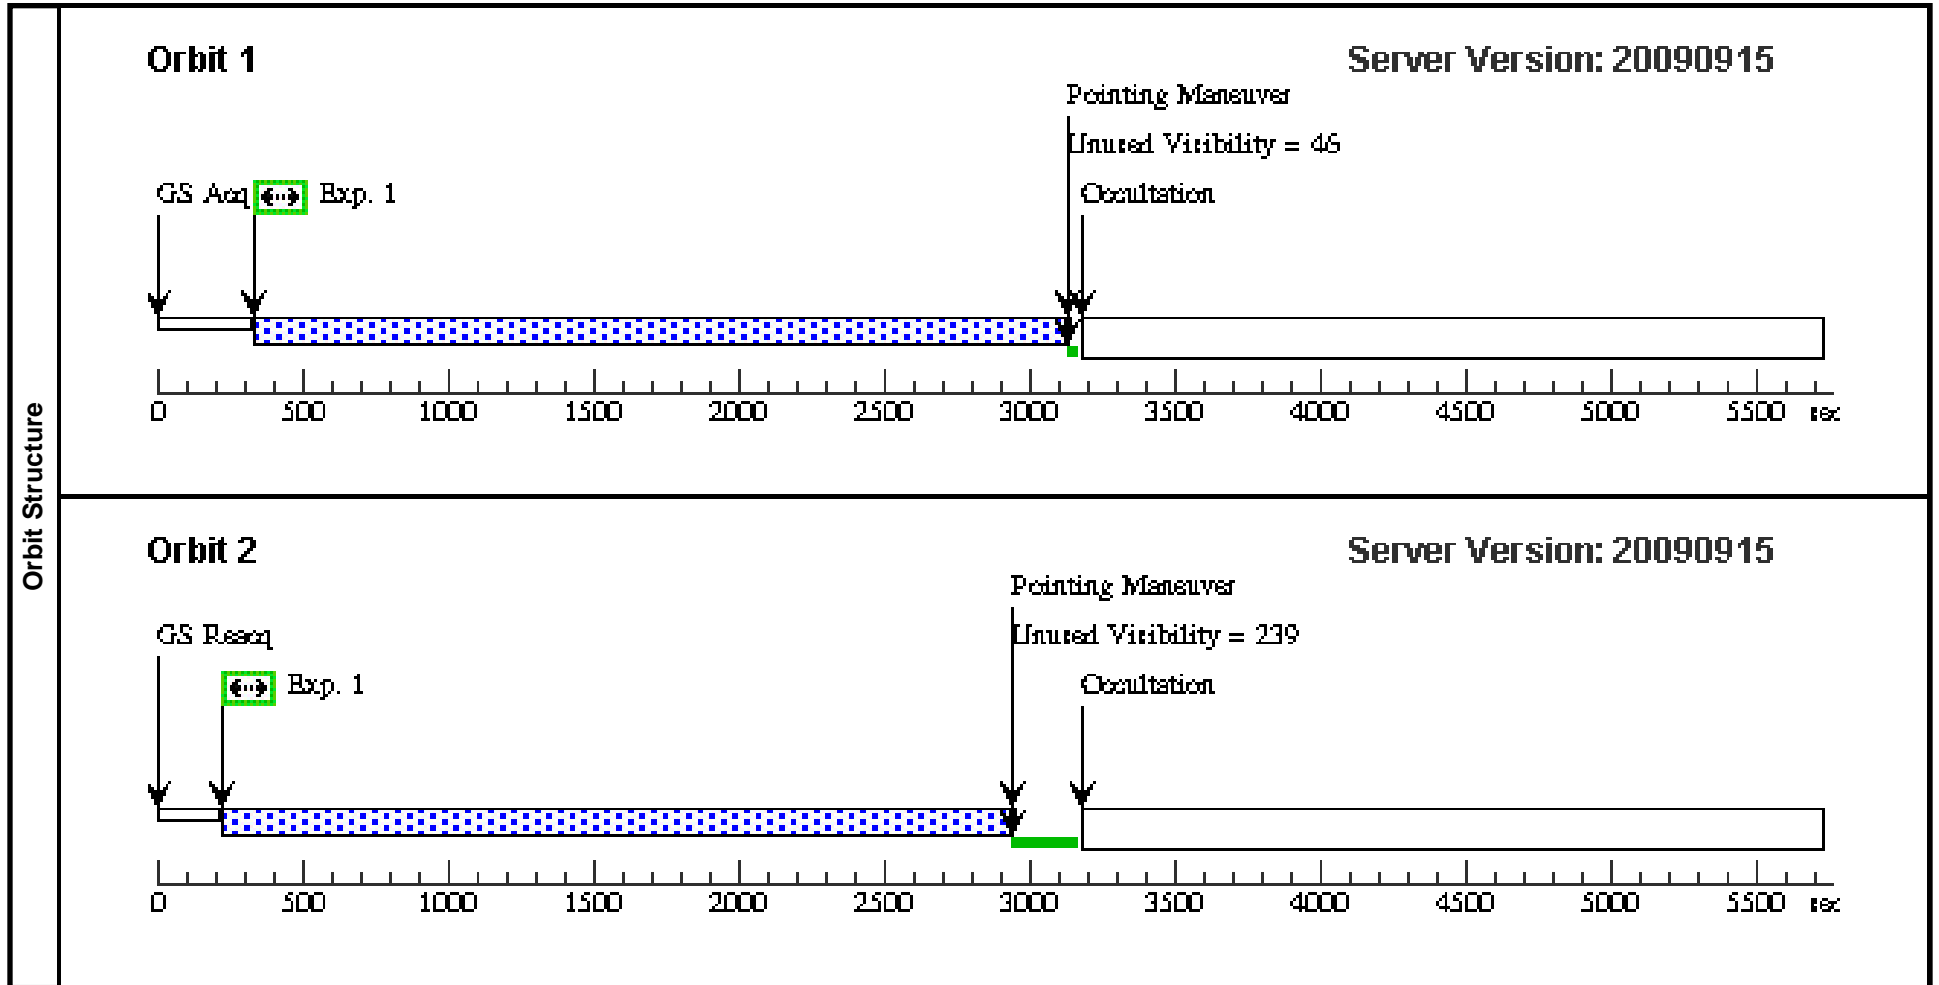 Orbit Structure
Orbit 1
Server Version: 20090915
Pointing Maneuver
Unused Visibility = 46
GS Acq
Exp. 1
Occultation
0 500 1000 1500 2000 2500 3000 3500 4000 4500 5000 5500 sec
Orbit 2
Server Version: 20090915
Pointing Maneuver
GS Reacq
Unused Visibility = 239
Exp. 1
Occultation
0 500 1000 1500 2000 2500 3000 3500 4000 4500 5000 5500 sec